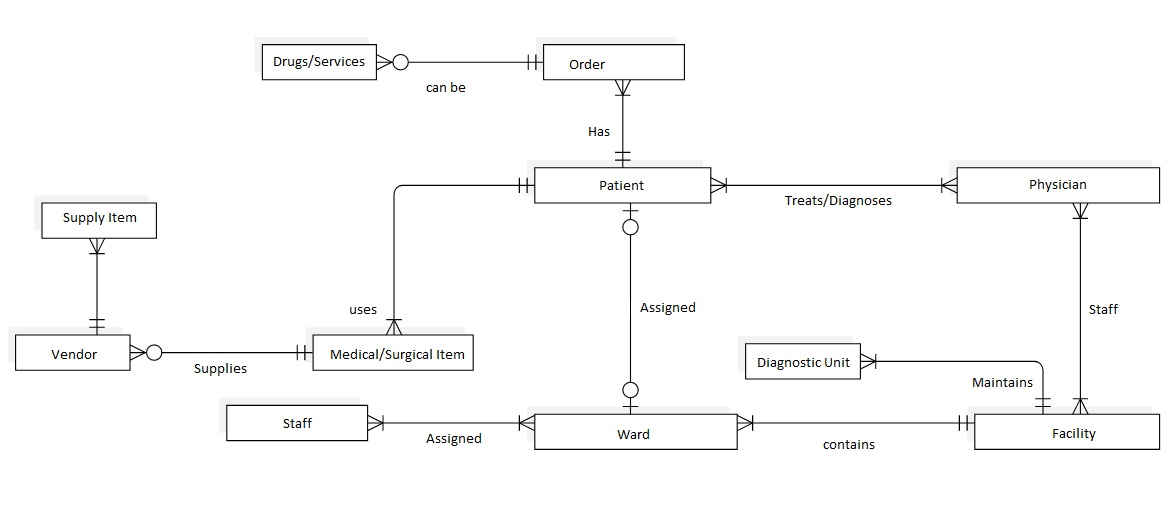 Drugs/Services
Order
can be
Has
Patient
Physician
Treats/Diagnoses
Supply Item
uses
Assigned
Staff
Vendor
Medical/Surgical Item
Supplies
Diagnostic Unit
Maintains
Staff
Assigned
Ward
contains
Facility